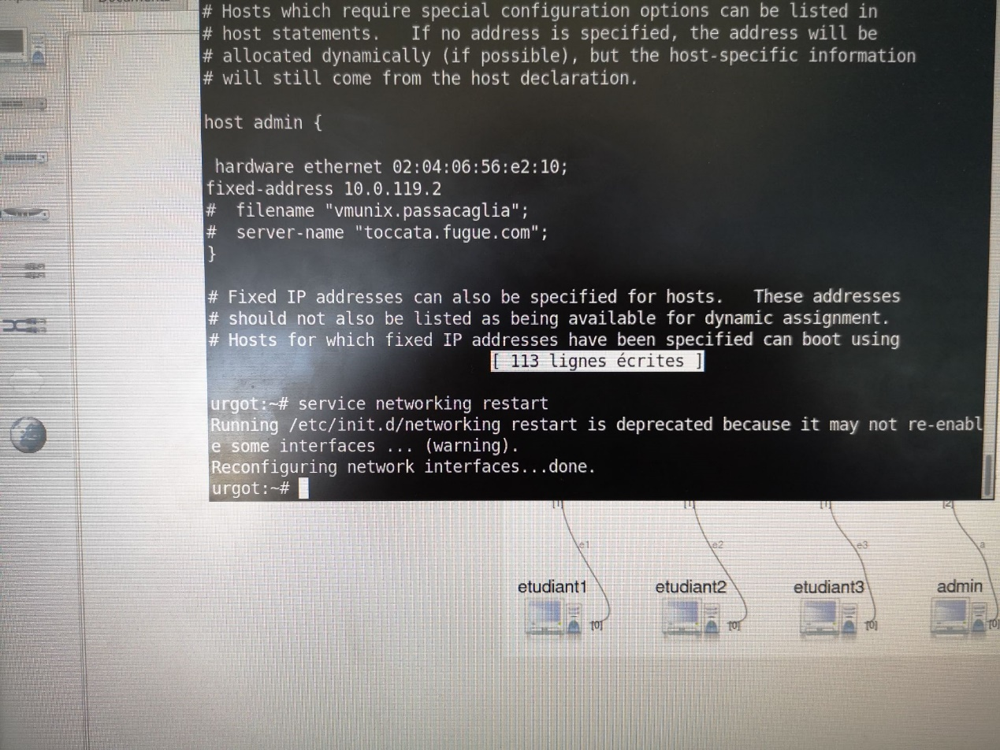 # Hosts which require special configuration options can be listed in
# host statements.   If no address is specified, the address will be
# allocated dynamically (if possible), but the host-specific information
# will still come from the host declaration.
host admin {
hardware ethernet 02:04:06:56:e2:10;
fixed-address 10.0.119.2
#  filename "vmunix.passacaglia";
#  server-name "toccata.fugue.com";
}
# Fixed IP addresses can also be specified for hosts.   These addresses
# should not also be listed as being available for dynamic assignment.
# Hosts for which fixed IP addresses have been specified can boot using
[ 113 lignes écrites ]
urgot:~# service networking restart
Running /etc/init.d/networking restart is deprecated because it may not re-enabl
e some interfaces ... (warning).
Reconfiguring network interfaces...done.
urgot:~#
[1] [1] [1] [2]
e1 e2 e3 a
etudiant1 etudiant2 etudiant3 admin
[0] [0] [0] [0]